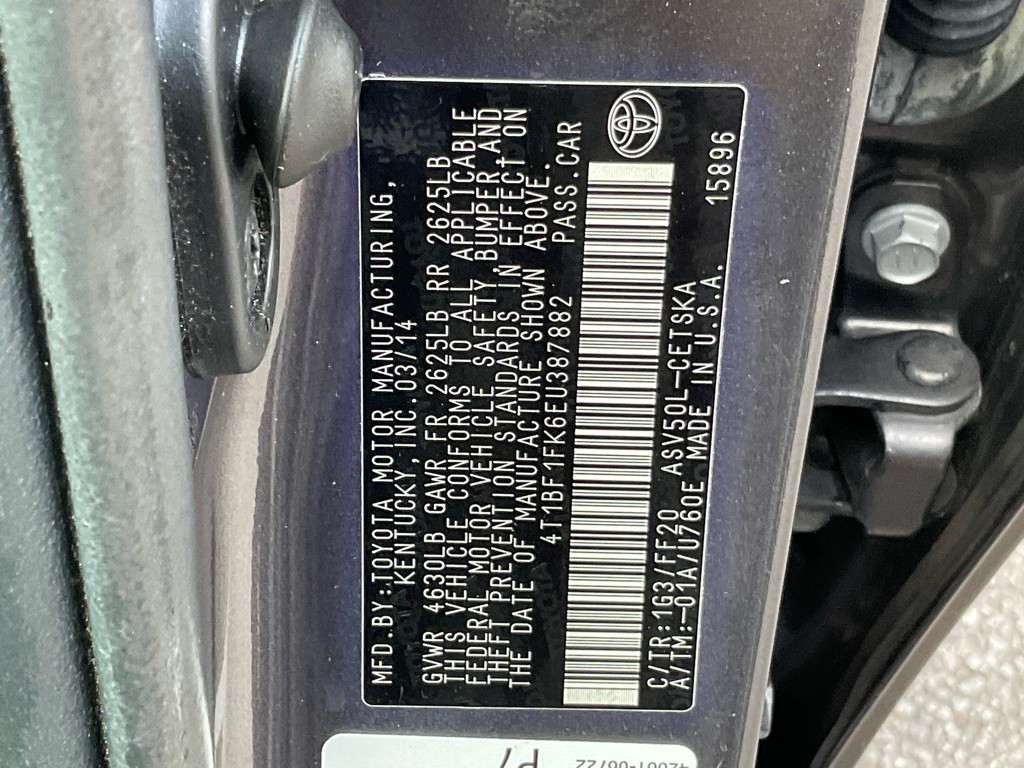 MFD.BY:TOYOTA MOTOR MANUFACTURING,
KENTUCKY,INC.03/14
GVWR 4630LB GAWR FR 2625LB RR 2625LB
THIS VEHICLE CONFORMS TO ALL APPLICABLE
FEDERAL MOTOR VEHICLE SAFETY,BUMPER,AND
THEFT PREVENTION STANDARDS IN EFFECT ON
THE DATE OF MANUFACTURE SHOWN ABOVE.
4T1BF1FK6EU387882 PASS.CAR
C/TR:1G3/FF20 ASV50L-CETSKA
A/TM:-01A/U760E MADE IN U.S.A. 15896